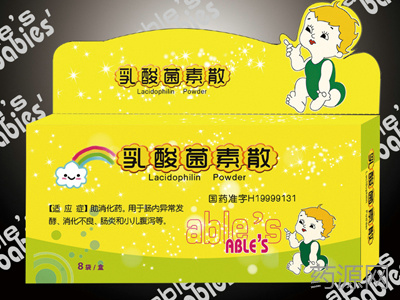 able's
babies'
乳酸菌素散
Lacidophilin Powder
乳酸菌素散
Lacidophilin Powder
【适 应 症】助消化药。用于肠内异常发
酵、消化不良、肠炎和小儿腹泻等。
国药准字H19999131
able's
ABLE'S
8袋/盒
乳酸菌素散
药源网